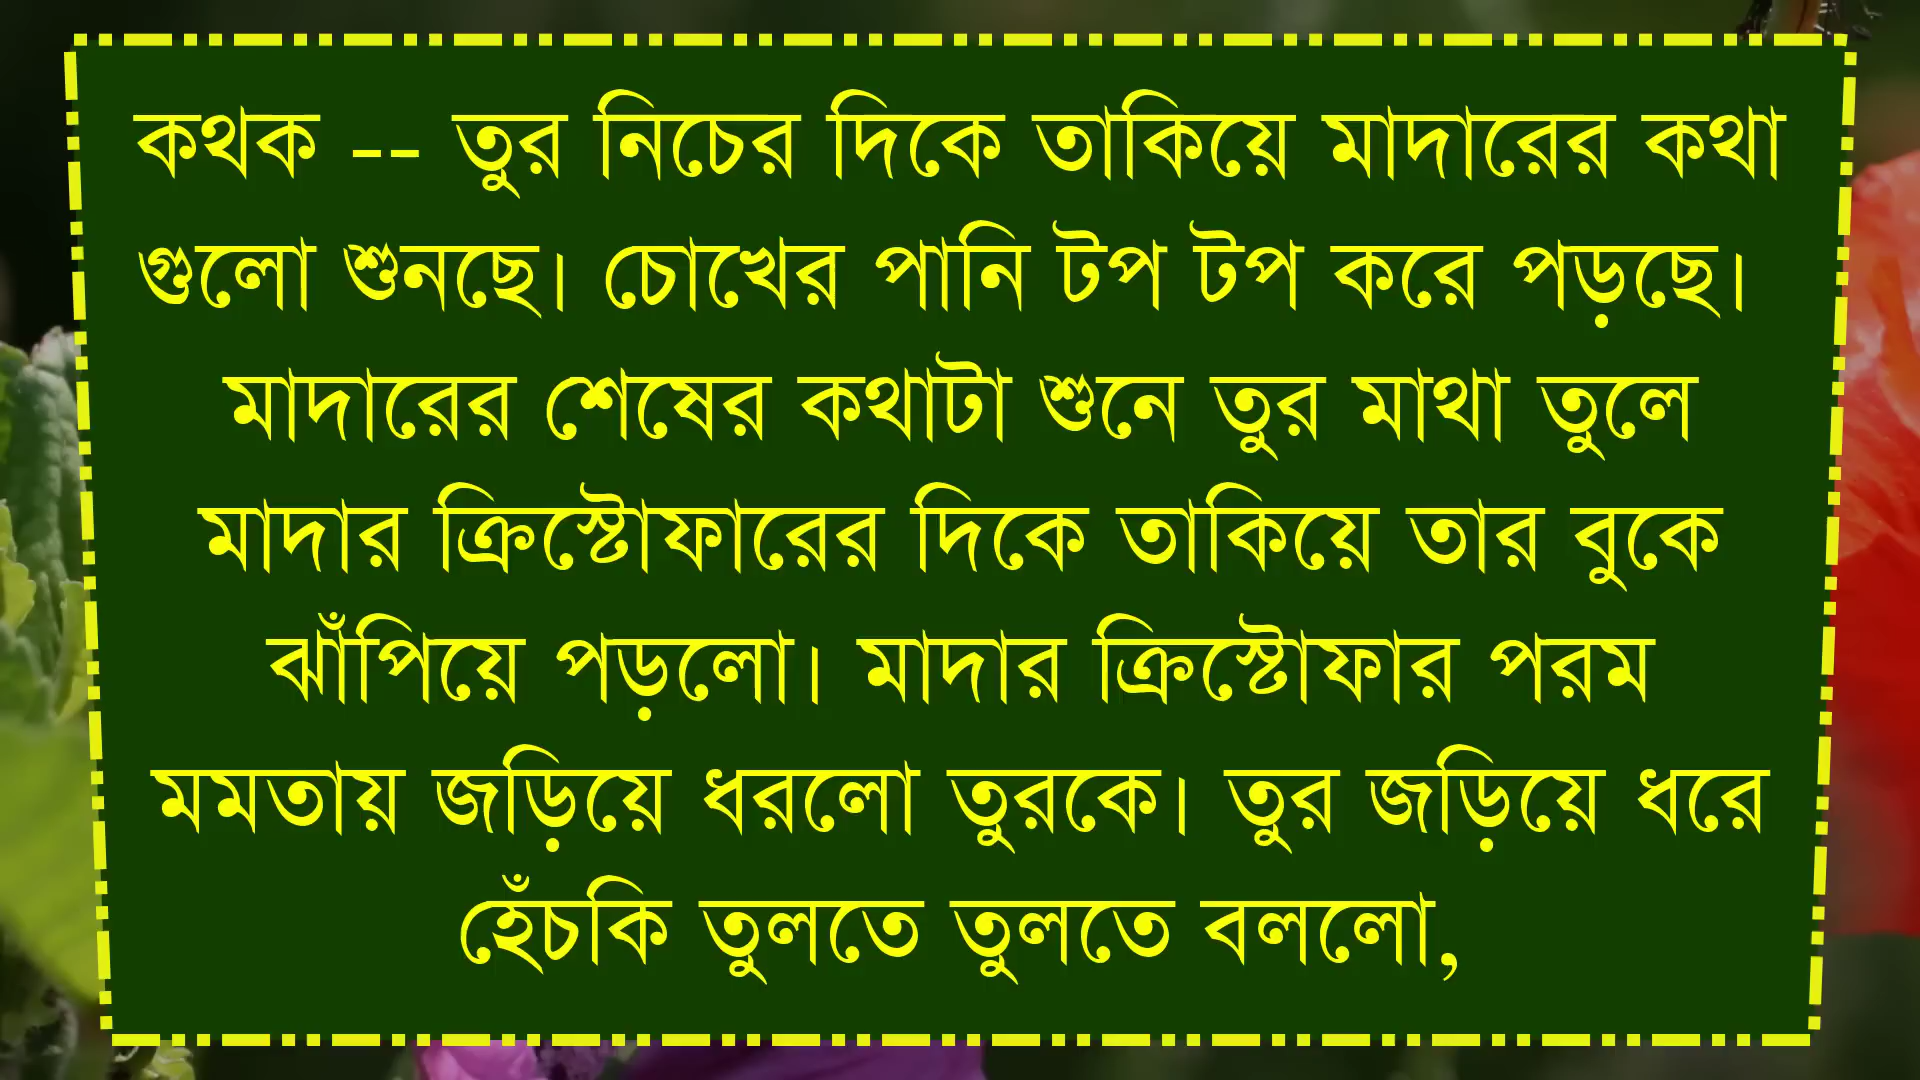 কথক -- তুর নিচের দিকে তাকিয়ে মাদারের কথা
গুলো শুনছে। চোখের পানি টপ টপ করে পড়ছে।
মাদারের শেষের কথাটা শুনে তুর মাথা তুলে
মাদার ক্রিস্টোফারের দিকে তাকিয়ে তার বুকে
ঝাঁপিয়ে পড়লো। মাদার ক্রিস্টোফার পরম
মমতায় জড়িয়ে ধরলো তুরকে। তুর জড়িয়ে ধরে
হেঁচকি তুলতে তুলতে বললো,